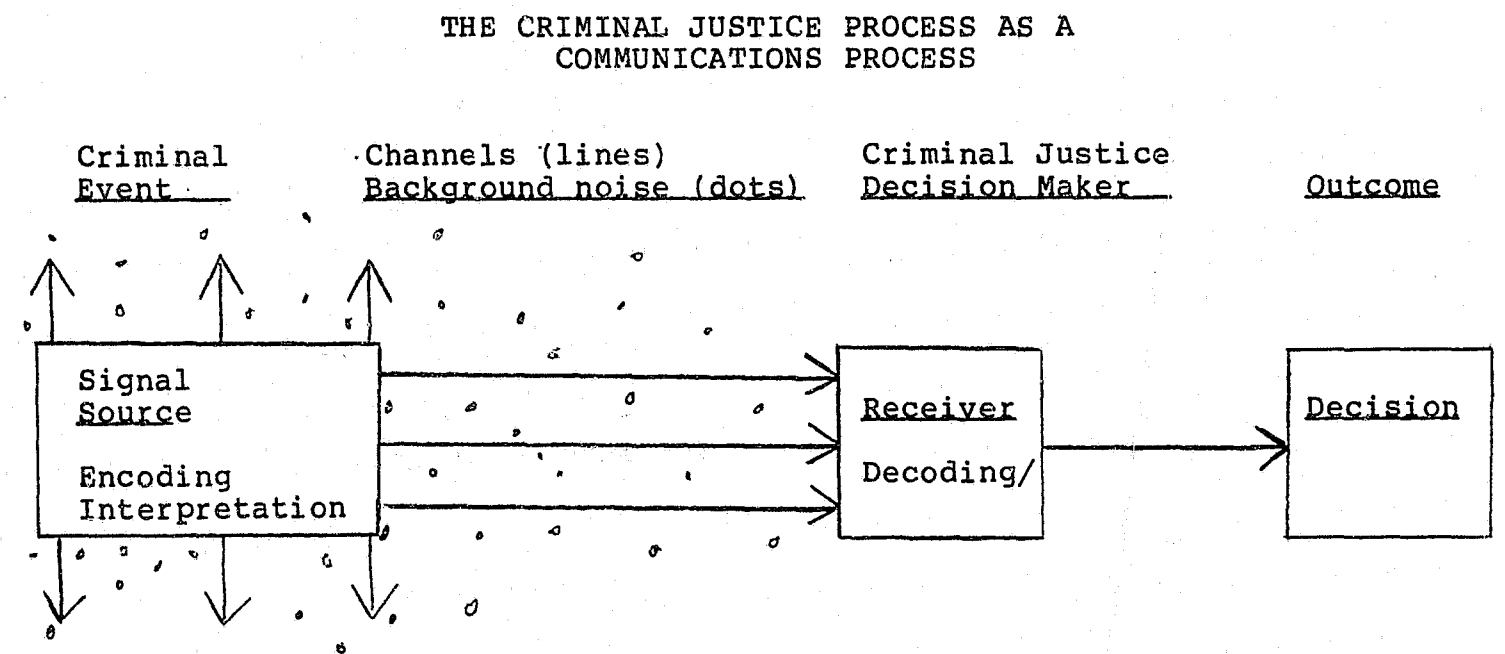 THE CRIMINAL JUSTICE PROCESS AS A
COMMUNICATIONS PROCESS
Criminal
Event
Channels (lines)
Background noise (dots)
Criminal Justice
Decision Maker
Outcome
Signal
Source
Encoding
Interpretation
Receiver
Decoding/
Decision